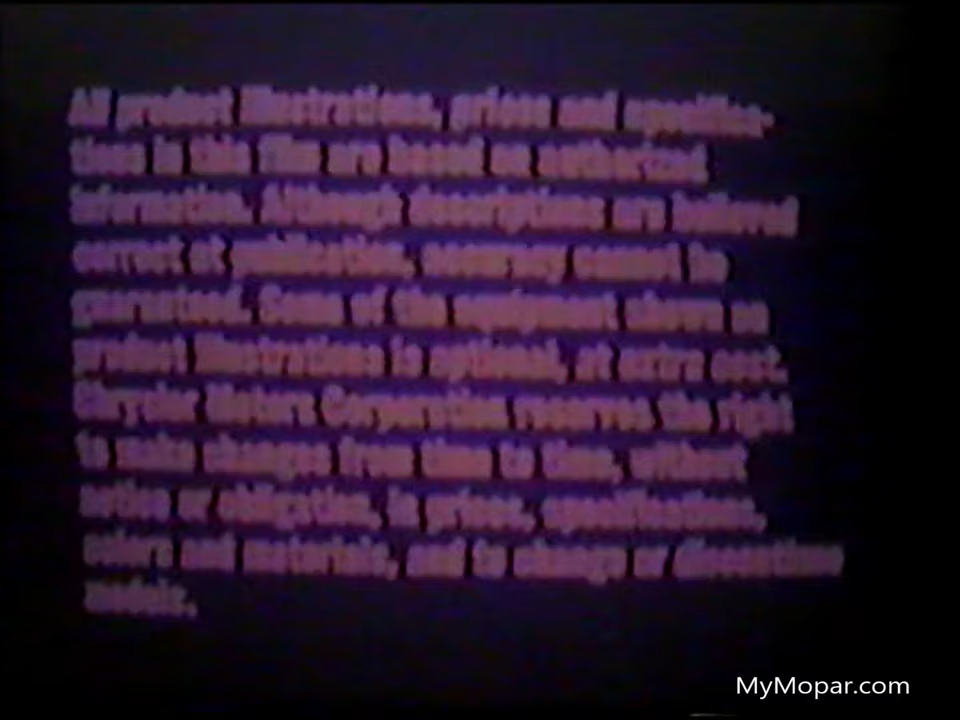 All product illustrations, prices and specifica-
tions in this film are based on authorized
information. Although descriptions are believed
correct at publication, accuracy cannot be
guaranteed. Some of the equipment shown in
product illustrations is optional, at extra cost.
Chrysler Motors Corporation reserves the right
to make changes from time to time, without
notice or obligation, in prices, specifications,
colors and materials, and to change or discontinue
models.
MyMopar.com